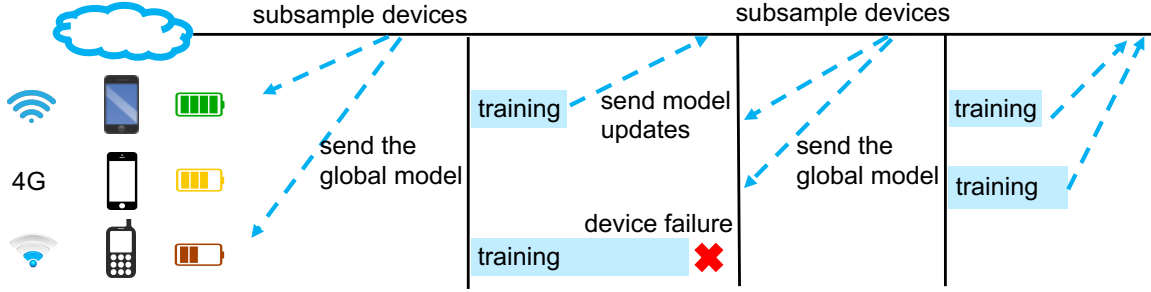 subsample devices
subsample devices
training
send model
updates
training
send the
global model
send the
global model
4G
training
device failure
training